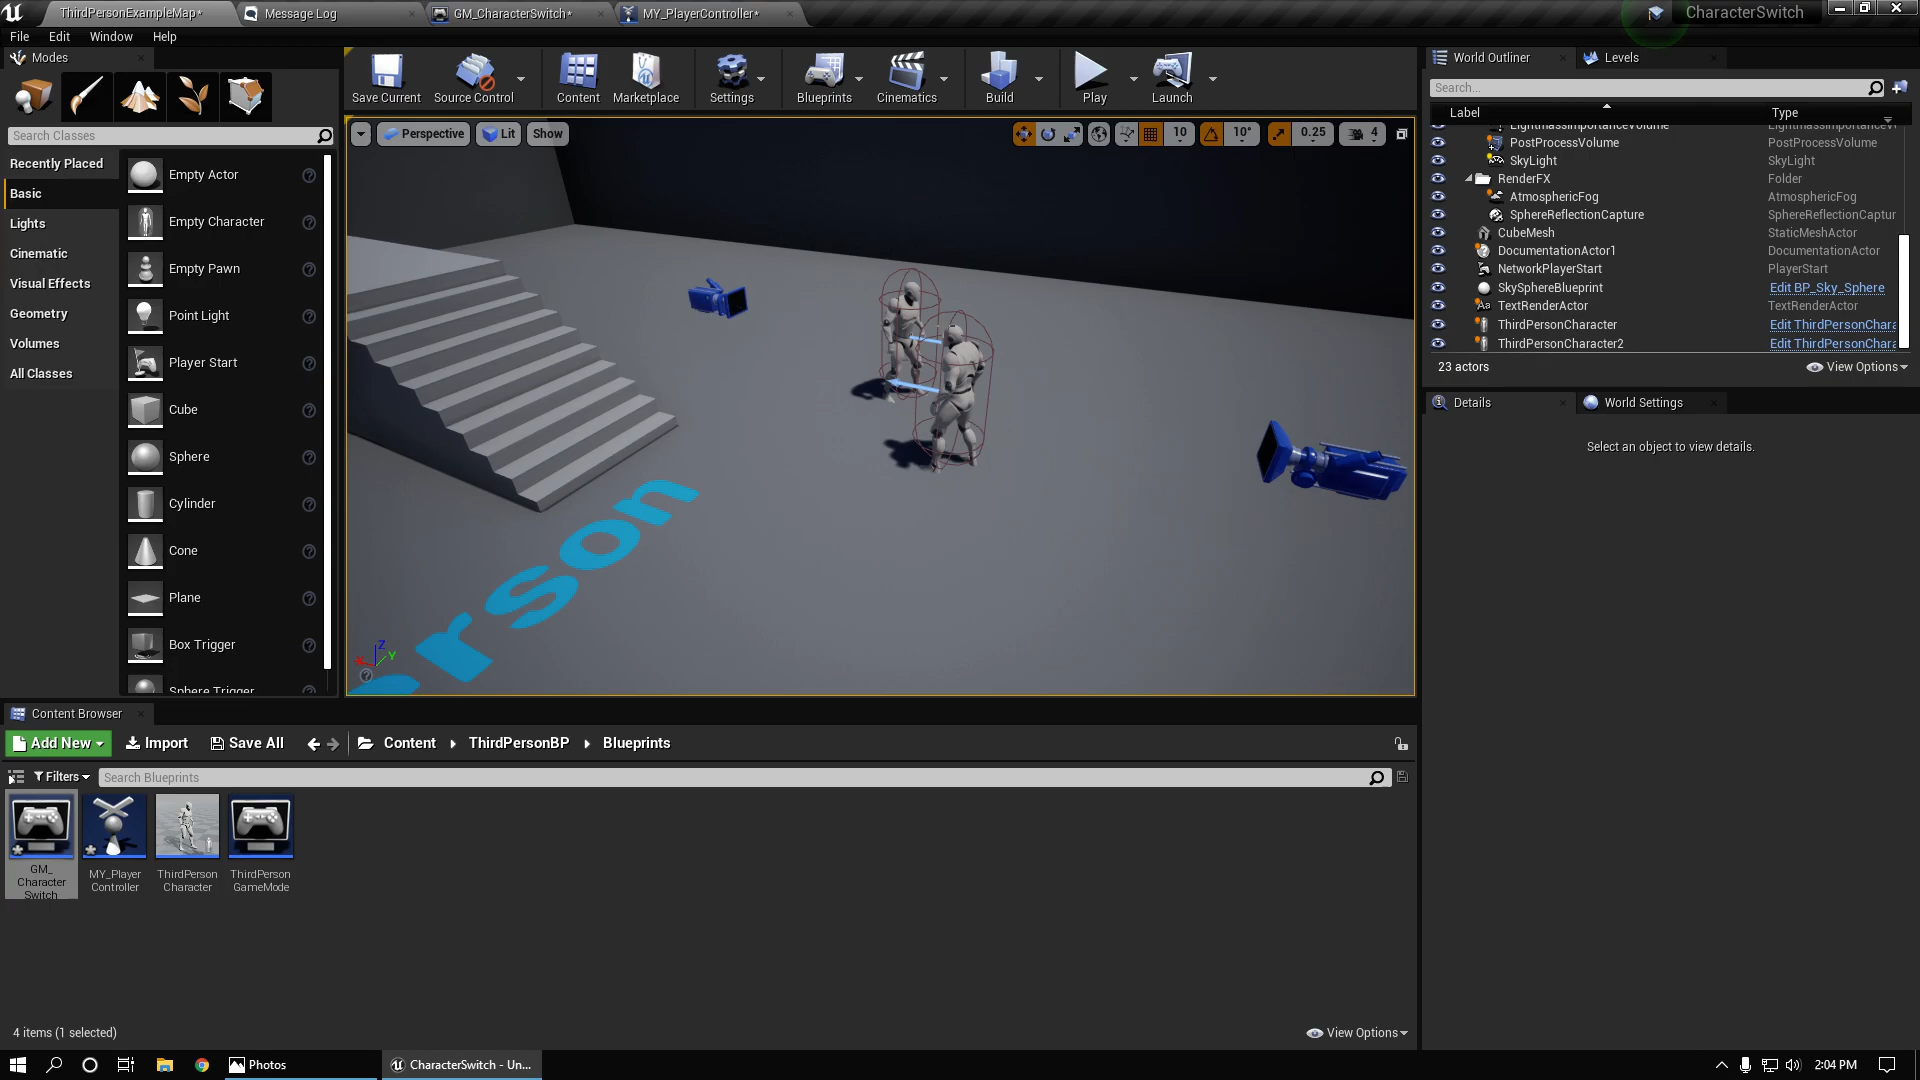 ThirdPersonExampleMap*
Message Log
GM_CharacterSwitch*
MY_PlayerController*
CharacterSwitch
File
Edit
Window
Help
Modes
Search Classes
Recently Placed
Basic
Lights
Cinematic
Visual Effects
Geometry
Volumes
All Classes
Empty Actor
Empty Character
Empty Pawn
Point Light
Player Start
Cube
Sphere
Cylinder
Cone
Plane
Box Trigger
Sphere Trigger
Save Current
Source Control
Content
Marketplace
Settings
Blueprints
Cinematics
Build
Play
Launch
Perspective
Lit
Show
10
10°
0.25
4
rson
X
Z
Y
World Outliner
Levels
Search...
Label
Type
LightmassImportanceVolume
LightmassImportanceV
PostProcessVolume
PostProcessVolume
SkyLight
SkyLight
RenderFX
Folder
AtmosphericFog
AtmosphericFog
SphereReflectionCapture
SphereReflectionCaptur
CubeMesh
StaticMeshActor
DocumentationActor1
DocumentationActor
NetworkPlayerStart
PlayerStart
SkySphereBlueprint
Edit BP_Sky_Sphere
TextRenderActor
TextRenderActor
ThirdPersonCharacter
Edit ThirdPersonChara
ThirdPersonCharacter2
Edit ThirdPersonChara
23 actors
View Options
Details
World Settings
Select an object to view details.
Content Browser
Add New
Import
Save All
Content
ThirdPersonBP
Blueprints
Filters
Search Blueprints
GM_
Character
Switch
MY_Player
Controller
ThirdPerson
Character
ThirdPerson
GameMode
4 items (1 selected)
View Options
Photos
CharacterSwitch - Un...
2:04 PM